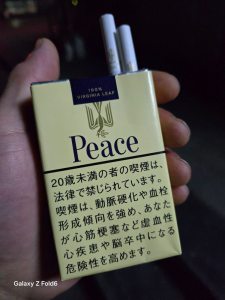 100%
VIRGINIA LEAF
Peace
20歳未満の者の喫煙は、
法律で禁じられています。
喫煙は、動脈硬化や血栓
形成傾向を強め、あなた
が心筋梗塞など虚血性
心疾患や脳卒中になる
危険性を高めます。
Galaxy Z Fold6